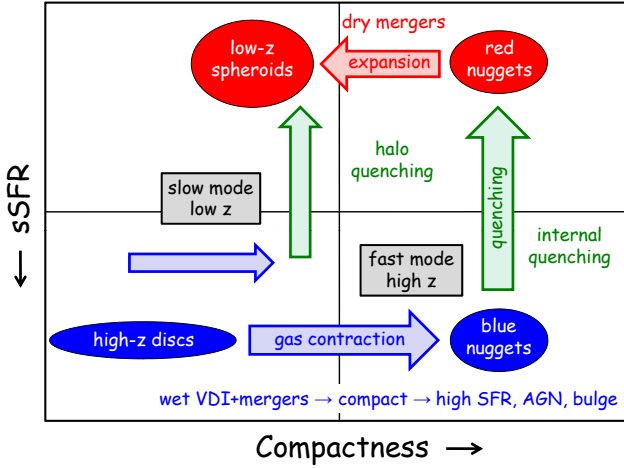 dry mergers
low-z
spheroids
expansion
red
nuggets
halo
quenching
slow mode
low z
quenching
internal
quenching
fast mode
high z
← sSFR
high-z discs
gas contraction
blue
nuggets
wet VDI+mergers → compact → high SFR, AGN, bulge
Compactness →